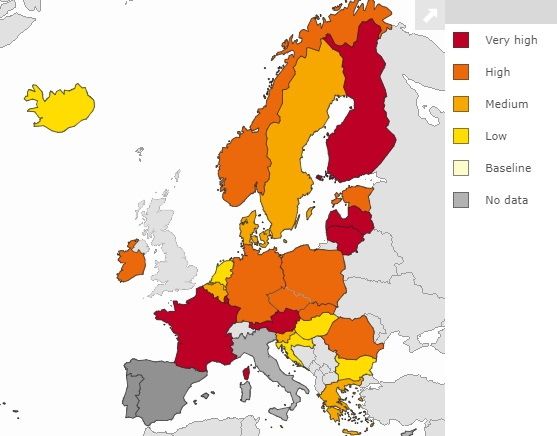 Very high
High
Medium
Low
Baseline
No data